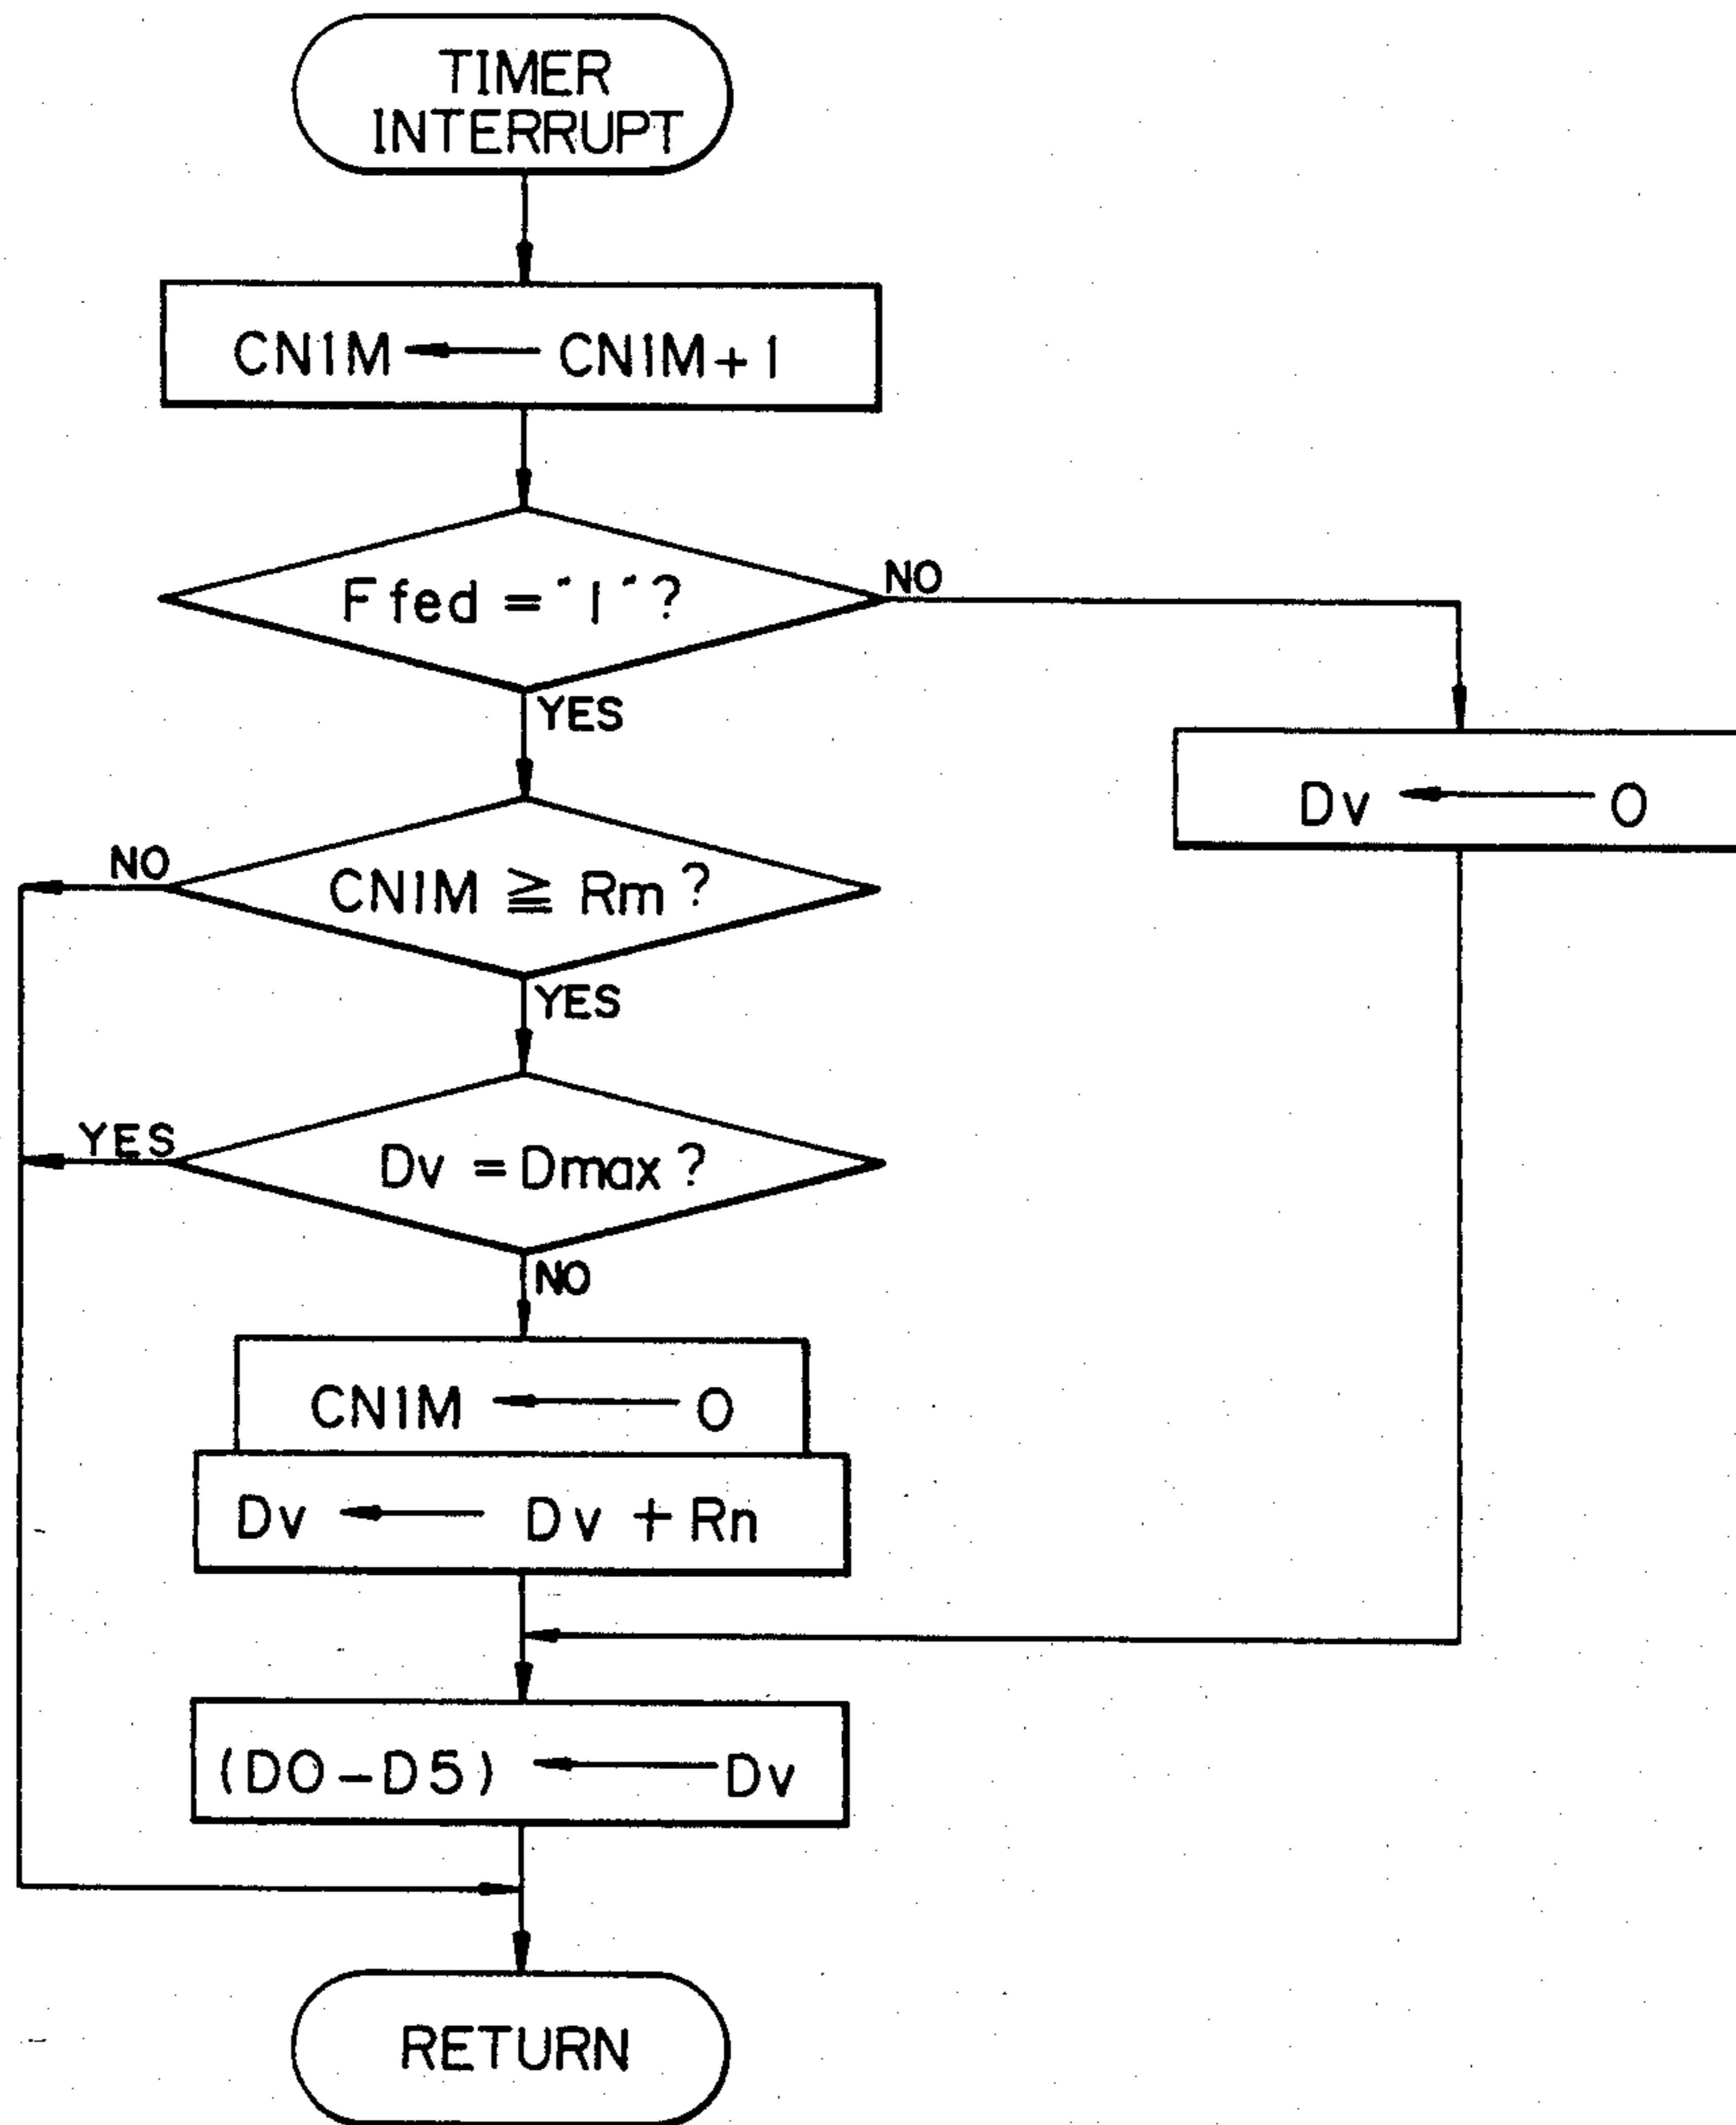 TIMER
INTERRUPT
CN1M ← CN1M+1
Ffed = "1"?
NO
YES
Dv ← 0
NO
CN1M ≧ Rm?
YES
YES
Dv = Dmax?
NO
CN1M ← 0
Dv ← Dv + Rn
(D0-D5) ← Dv
RETURN